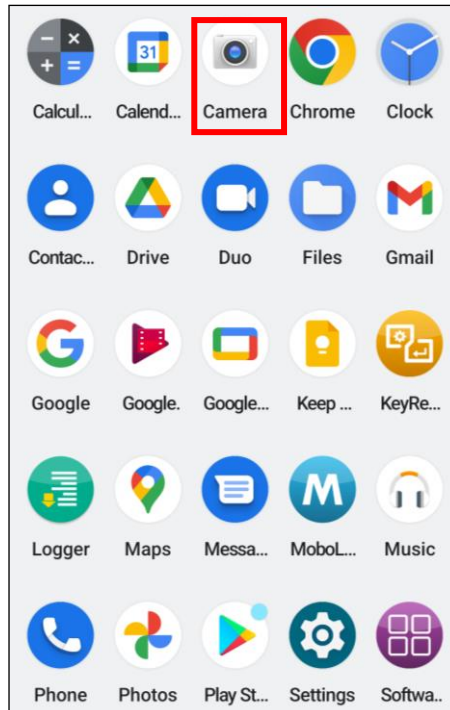 31
Calcul... Calend... Camera Chrome Clock
Contac... Drive Duo Files Gmail
Google Google. Google... Keep ... KeyRe...
Logger Maps Messa... MoboL... Music
Phone Photos Play St... Settings Softwa..